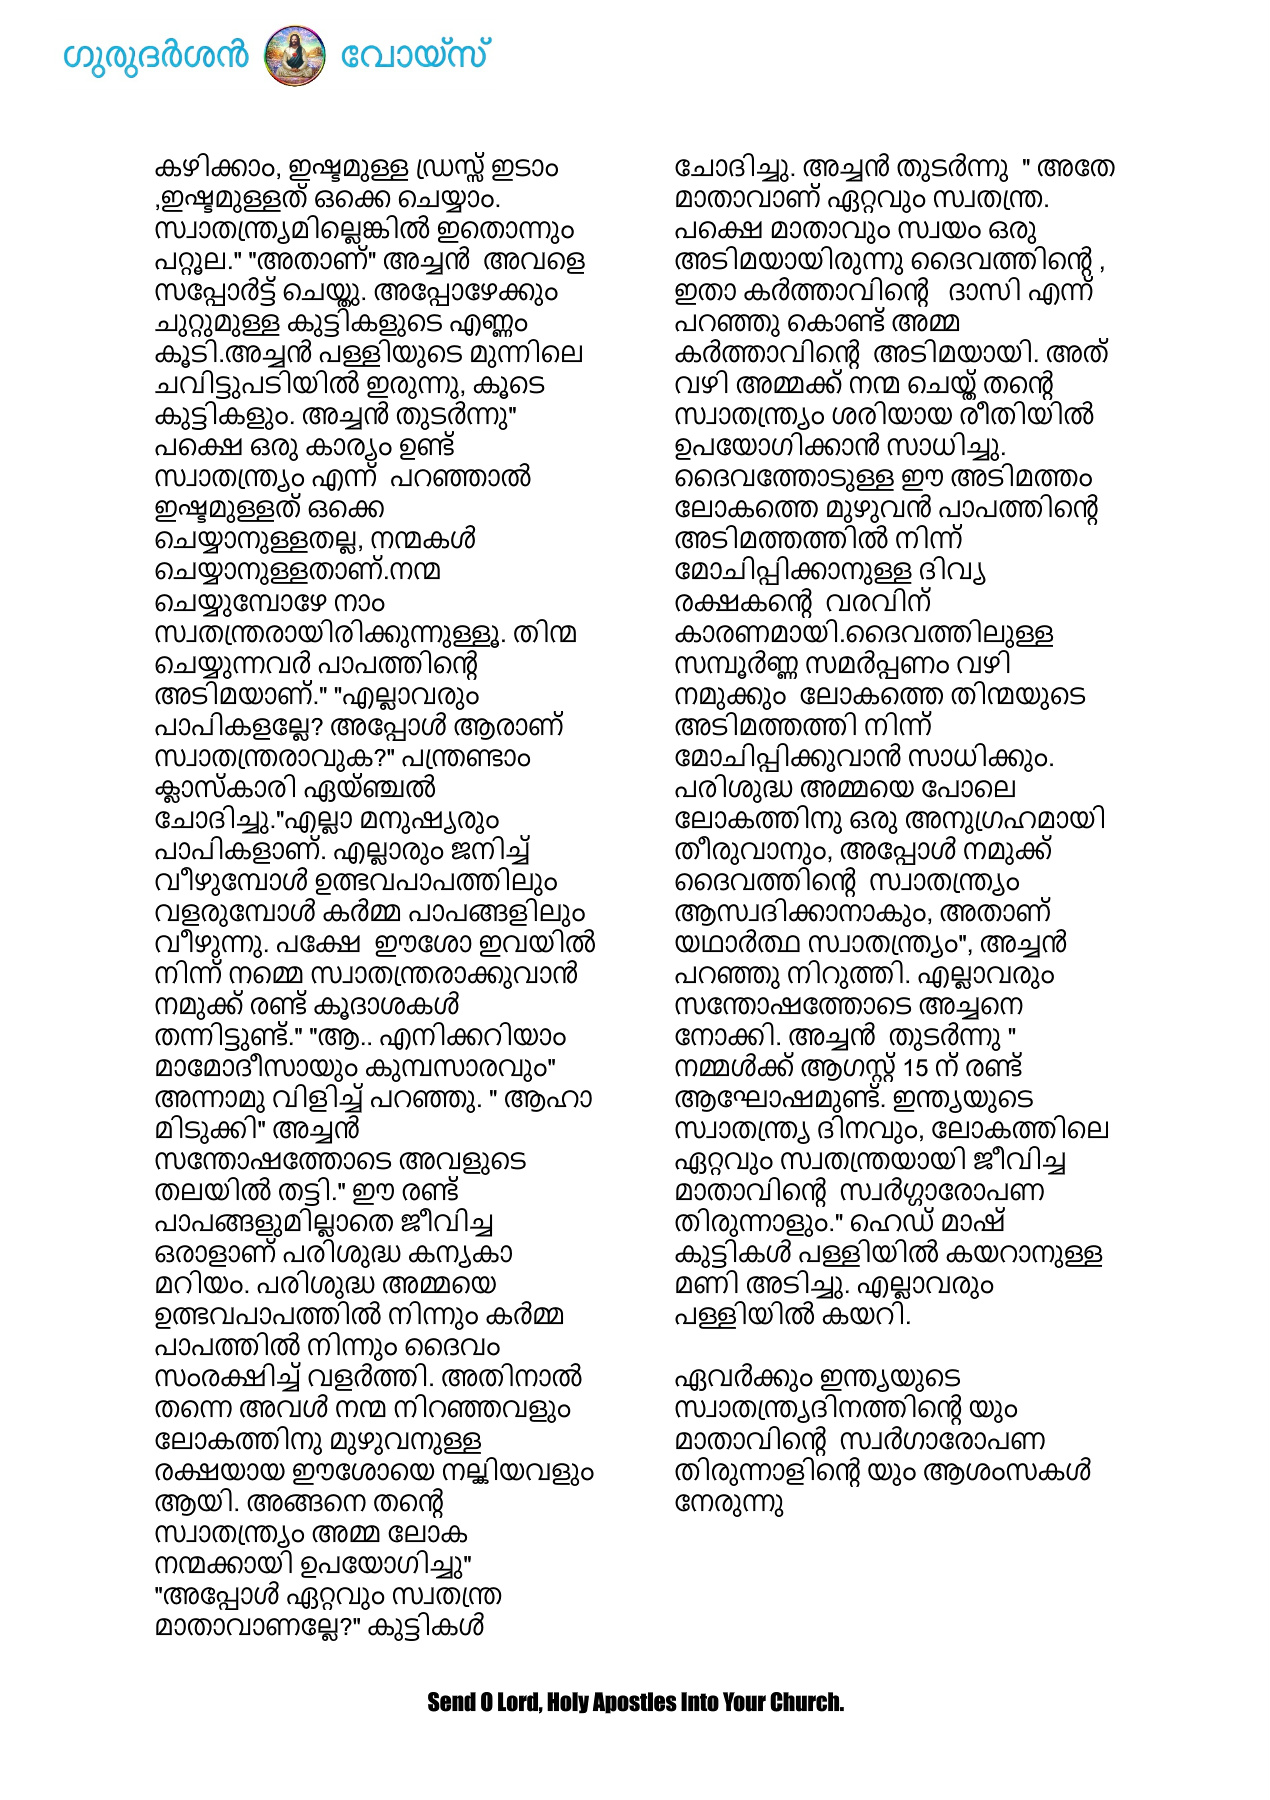 ഗുരുദർശൻ വോയ്സ്
കഴിക്കാം, ഇഷ്ടമുള്ള ഡ്രസ്സ് ഇടാം
,ഇഷ്ടമുള്ളത് ഒക്കെ ചെയ്യാം.
സ്വാതന്ത്ര്യമില്ലെങ്കിൽ ഇതൊന്നും
പറ്റൂല." "അതാണ്" അച്ചൻ അവളെ
സപ്പോർട്ട് ചെയ്തു. അപ്പോഴേക്കും
ചുറ്റുമുള്ള കുട്ടികളുടെ എണ്ണം
കൂടി.അച്ചൻ പള്ളിയുടെ മുന്നിലെ
ചവിട്ടുപടിയിൽ ഇരുന്നു, കൂടെ
കുട്ടികളും. അച്ചൻ തുടർന്നു"
പക്ഷെ ഒരു കാര്യം ഉണ്ട്
സ്വാതന്ത്ര്യം എന്ന് പറഞ്ഞാൽ
ഇഷ്ടമുള്ളത് ഒക്കെ
ചെയ്യാനുള്ളതല്ല, നന്മകൾ
ചെയ്യാനുള്ളതാണ്.നന്മ
ചെയ്യുമ്പോഴേ നാം
സ്വതന്ത്രരായിരിക്കുന്നുള്ളൂ. തിന്മ
ചെയ്യുന്നവർ പാപത്തിന്റെ
അടിമയാണ്." "എല്ലാവരും
പാപികളല്ലേ? അപ്പോൾ ആരാണ്
സ്വാതന്ത്രരാവുക?" പന്ത്രണ്ടാം
ക്ലാസ്കാരി ഏയ്ഞ്ചൽ
ചോദിച്ചു."എല്ലാ മനുഷ്യരും
പാപികളാണ്. എല്ലാരും ജനിച്ച്
വീഴുമ്പോൾ ഉത്ഭവപാപത്തിലും
വളരുമ്പോൾ കർമ്മ പാപങ്ങളിലും
വീഴുന്നു. പക്ഷേ ഈശോ ഇവയിൽ
നിന്ന് നമ്മെ സ്വാതന്ത്രരാക്കുവാൻ
നമുക്ക് രണ്ട് കൂദാശകൾ
തന്നിട്ടുണ്ട്." "ആ.. എനിക്കറിയാം
മാമോദീസായും കുമ്പസാരവും"
അന്നാമു വിളിച്ച് പറഞ്ഞു. " ആഹാ
മിടുക്കി" അച്ചൻ
സന്തോഷത്തോടെ അവളുടെ
തലയിൽ തട്ടി." ഈ രണ്ട്
പാപങ്ങളുമില്ലാതെ ജീവിച്ച
ഒരാളാണ് പരിശുദ്ധ കന്യകാ
മറിയം. പരിശുദ്ധ അമ്മയെ
ഉത്ഭവപാപത്തിൽ നിന്നും കർമ്മ
പാപത്തിൽ നിന്നും ദൈവം
സംരക്ഷിച്ച് വളർത്തി. അതിനാൽ
തന്നെ അവൾ നന്മ നിറഞ്ഞവളും
ലോകത്തിനു മുഴുവനുള്ള
രക്ഷയായ ഈശോയെ നല്കിയവളും
ആയി. അങ്ങനെ തന്റെ
സ്വാതന്ത്ര്യം അമ്മ ലോക
നന്മക്കായി ഉപയോഗിച്ചു"
"അപ്പോൾ ഏറ്റവും സ്വതന്ത്ര
മാതാവാണല്ലേ?" കുട്ടികൾ
ചോദിച്ചു. അച്ചൻ തുടർന്നു " അതേ
മാതാവാണ് ഏറ്റവും സ്വതന്ത്ര.
പക്ഷെ മാതാവും സ്വയം ഒരു
അടിമയായിരുന്നു ദൈവത്തിന്റെ ,
ഇതാ കർത്താവിന്റെ ദാസി എന്ന്
പറഞ്ഞു കൊണ്ട് അമ്മ
കർത്താവിന്റെ അടിമയായി. അത്
വഴി അമ്മക്ക് നന്മ ചെയ്ത് തന്റെ
സ്വാതന്ത്ര്യം ശരിയായ രീതിയിൽ
ഉപയോഗിക്കാൻ സാധിച്ചു.
ദൈവത്തോടുള്ള ഈ അടിമത്തം
ലോകത്തെ മുഴുവൻ പാപത്തിന്റെ
അടിമത്തത്തിൽ നിന്ന്
മോചിപ്പിക്കാനുള്ള ദിവ്യ
രക്ഷകന്റെ വരവിന്
കാരണമായി.ദൈവത്തിലുള്ള
സമ്പൂർണ്ണ സമർപ്പണം വഴി
നമുക്കും ലോകത്തെ തിന്മയുടെ
അടിമത്തത്തി നിന്ന്
മോചിപ്പിക്കുവാൻ സാധിക്കും.
പരിശുദ്ധ അമ്മയെ പോലെ
ലോകത്തിനു ഒരു അനുഗ്രഹമായി
തീരുവാനും, അപ്പോൾ നമുക്ക്
ദൈവത്തിന്റെ സ്വാതന്ത്ര്യം
ആസ്വദിക്കാനാകും, അതാണ്
യഥാർത്ഥ സ്വാതന്ത്ര്യം", അച്ചൻ
പറഞ്ഞു നിറുത്തി. എല്ലാവരും
സന്തോഷത്തോടെ അച്ചനെ
നോക്കി. അച്ചൻ തുടർന്നു "
നമ്മൾക്ക് ആഗസ്റ്റ് 15 ന് രണ്ട്
ആഘോഷമുണ്ട്. ഇന്ത്യയുടെ
സ്വാതന്ത്ര്യ ദിനവും, ലോകത്തിലെ
ഏറ്റവും സ്വതന്ത്രയായി ജീവിച്ച
മാതാവിന്റെ സ്വർഗ്ഗാരോപണ
തിരുന്നാളും." ഹെഡ് മാഷ്
കുട്ടികൾ പള്ളിയിൽ കയറാനുള്ള
മണി അടിച്ചു. എല്ലാവരും
പള്ളിയിൽ കയറി.
ഏവർക്കും ഇന്ത്യയുടെ
സ്വാതന്ത്ര്യദിനത്തിന്റെ യും
മാതാവിന്റെ സ്വർഗാരോപണ
തിരുന്നാളിന്റെ യും ആശംസകൾ
നേരുന്നു
Send O Lord, Holy Apostles Into Your Church.